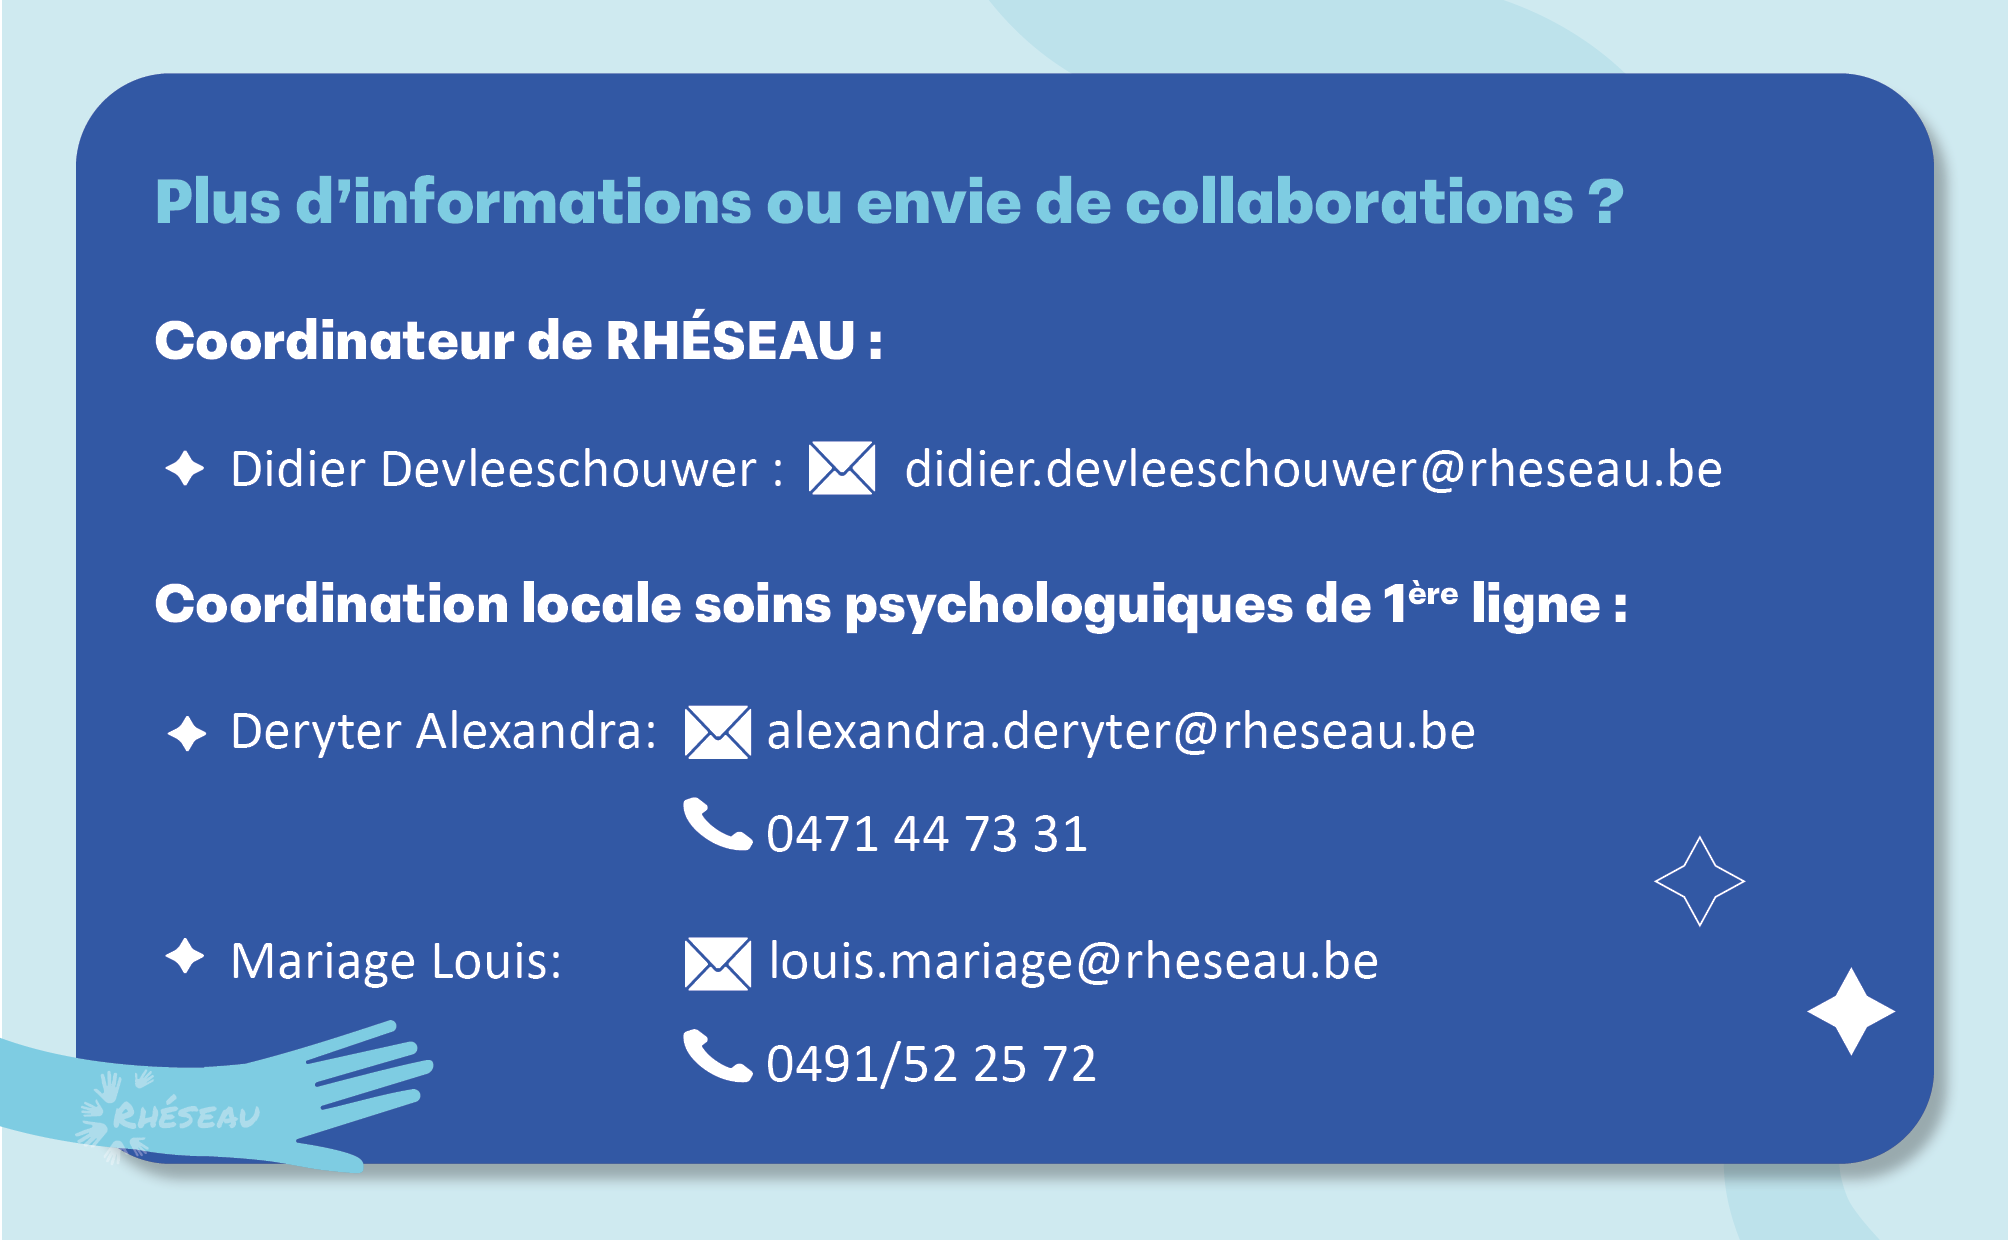 Plus d’informations ou envie de collaborations ?
Coordinateur de RHÉSEAU :
Didier Devleeschouwer : didier.devleeschouwer@rheseau.be
Coordination locale soins psychologuiques de 1ère ligne :
Deryter Alexandra: alexandra.deryter@rheseau.be
0471 44 73 31
Mariage Louis: louis.mariage@rheseau.be
0491/52 25 72
RHÉSEAU